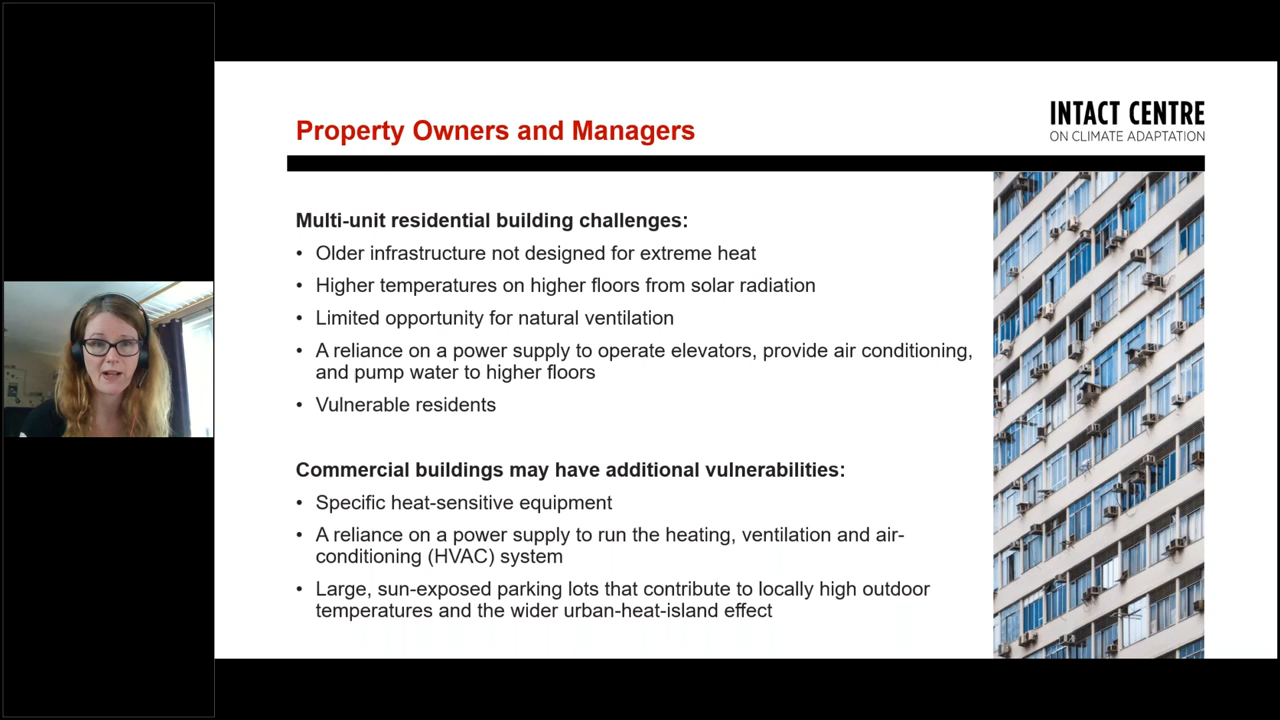 Property Owners and Managers
INTACT CENTRE
ON CLIMATE ADAPTATION
Multi-unit residential building challenges:
• Older infrastructure not designed for extreme heat
• Higher temperatures on higher floors from solar radiation
• Limited opportunity for natural ventilation
• A reliance on a power supply to operate elevators, provide air conditioning,
and pump water to higher floors
• Vulnerable residents
Commercial buildings may have additional vulnerabilities:
• Specific heat-sensitive equipment
• A reliance on a power supply to run the heating, ventilation and air-
conditioning (HVAC) system
• Large, sun-exposed parking lots that contribute to locally high outdoor
temperatures and the wider urban-heat-island effect